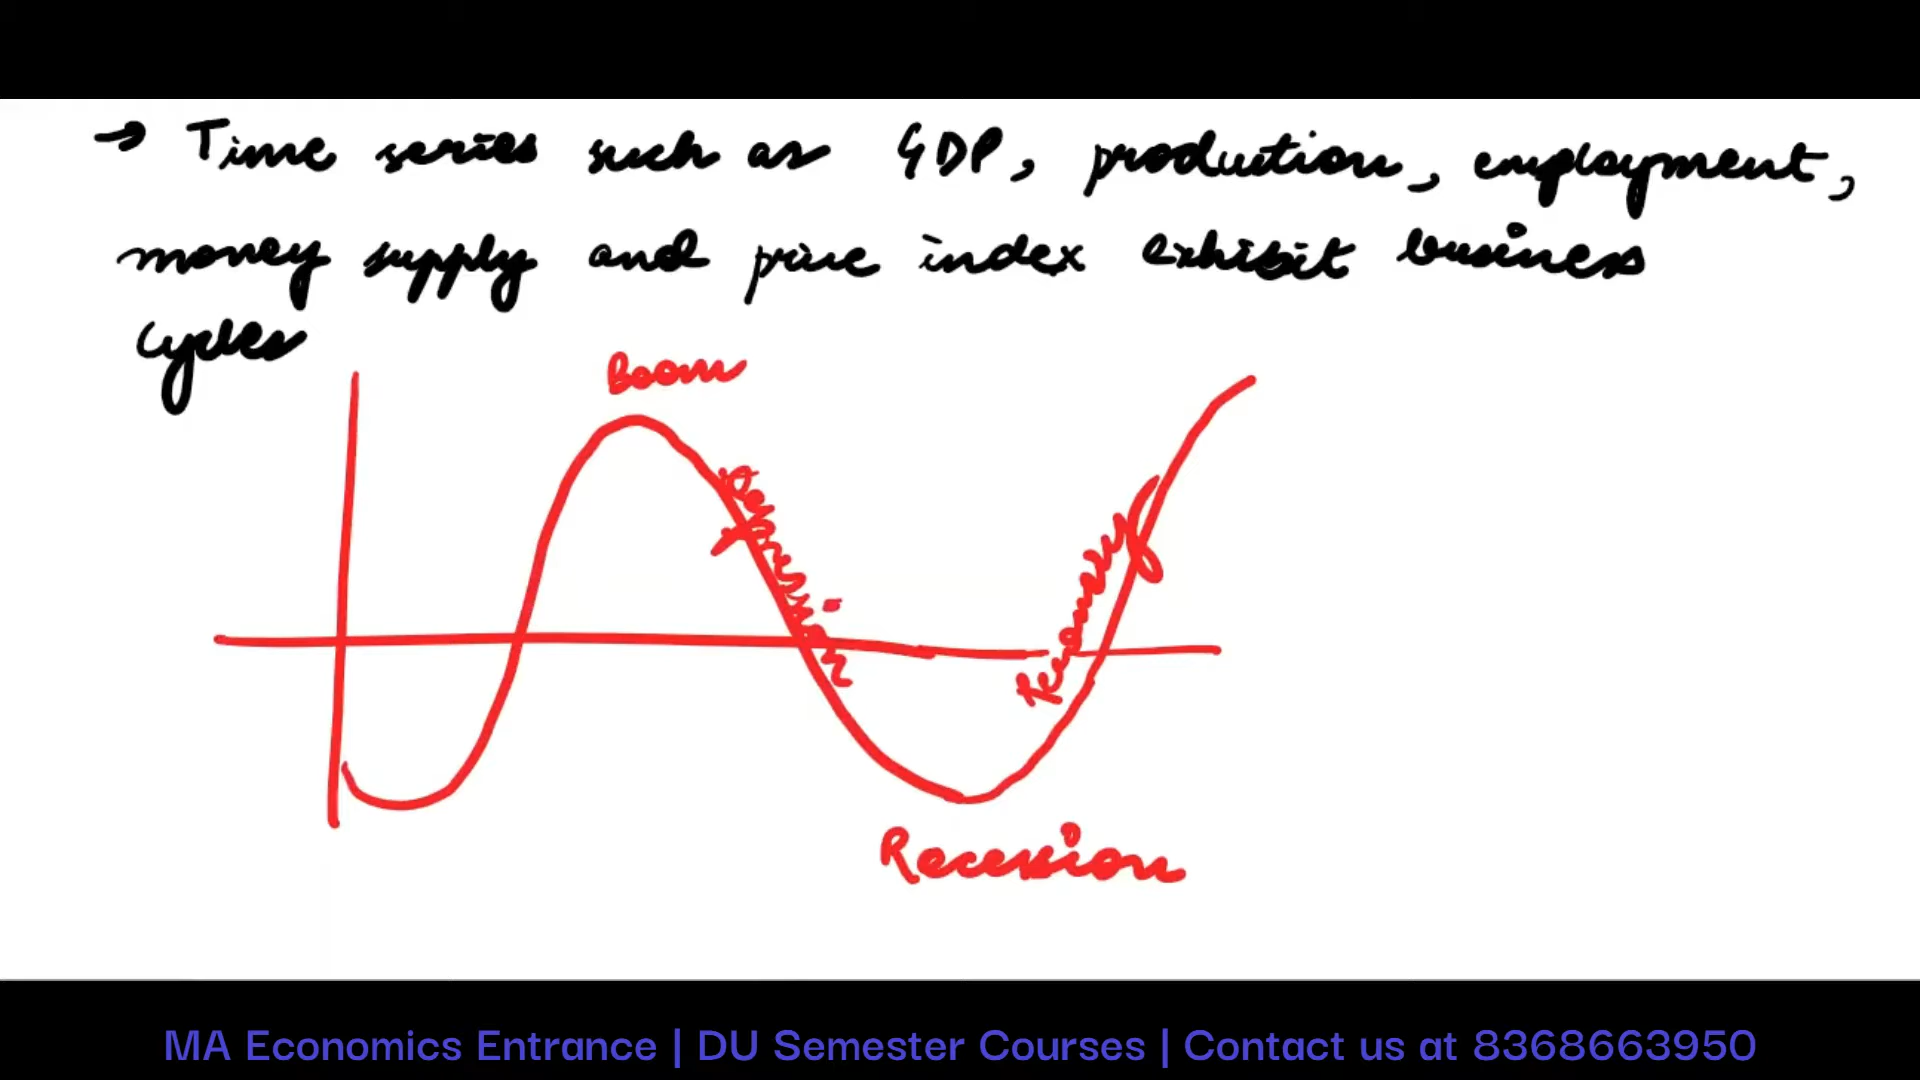 → Time series such as GDP, production, employment,
money supply and price index exhibit business
cycles
Boom
Depression
Recovery
Recession
MA Economics Entrance | DU Semester Courses | Contact us at 8368663950